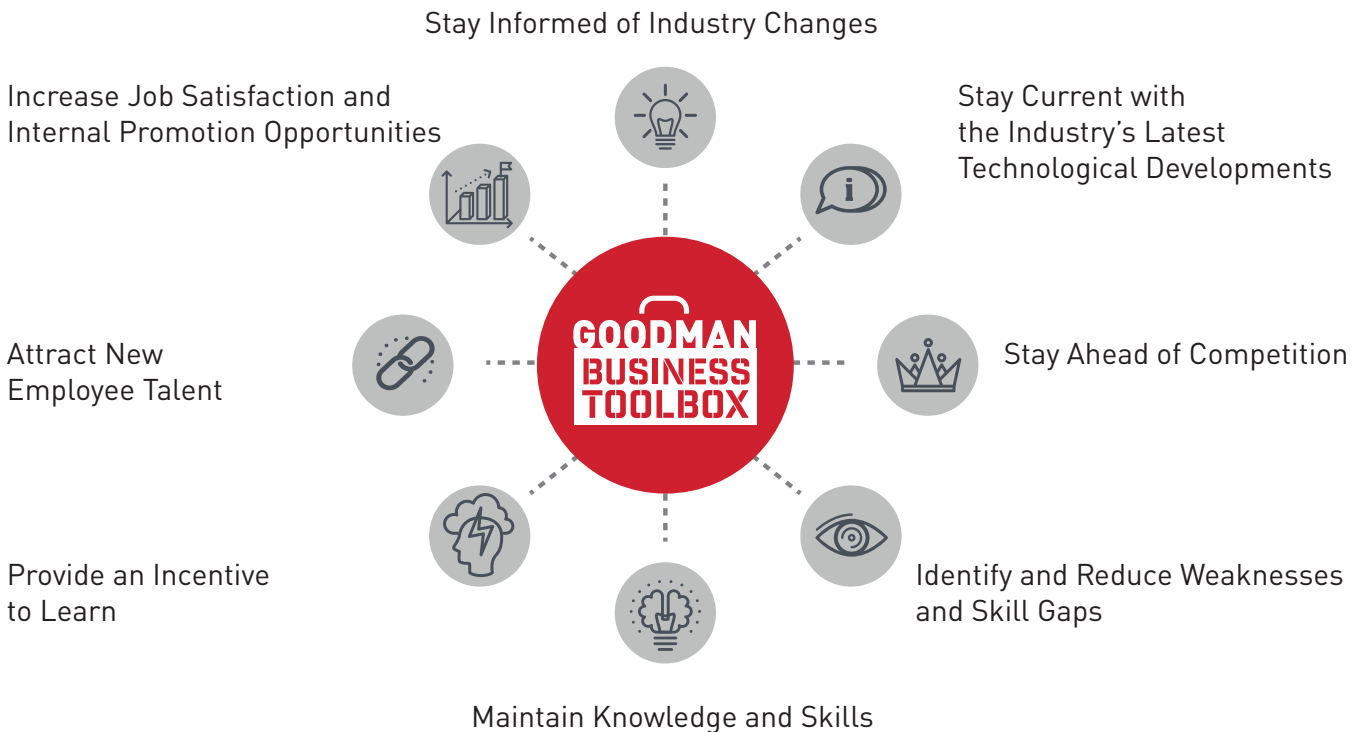 Stay Informed of Industry Changes
Increase Job Satisfaction and
Internal Promotion Opportunities
Stay Current with
the Industry’s Latest
Technological Developments
i
GOODMAN
BUSINESS
TOOLBOX
Attract New
Employee Talent
Stay Ahead of Competition
Provide an Incentive
to Learn
Identify and Reduce Weaknesses
and Skill Gaps
Maintain Knowledge and Skills